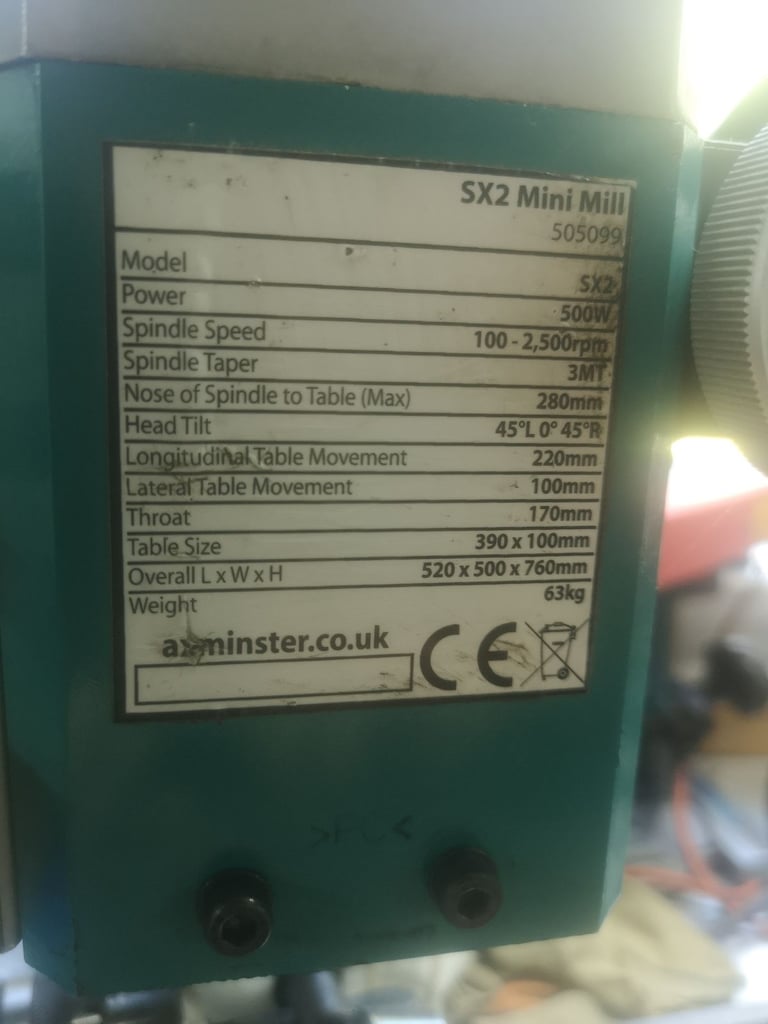 SX2 Mini Mill
505099
Model SX2
Power 500W
Spindle Speed 100 - 2,500rpm
Spindle Taper 3MT
Nose of Spindle to Table (Max) 280mm
Head Tilt 45°L 0° 45°R
Longitudinal Table Movement 220mm
Lateral Table Movement 100mm
Throat 170mm
Table Size 390 x 100mm
Overall L x W x H 520 x 500 x 760mm
Weight 63kg
axminster.co.uk CE
>PC<